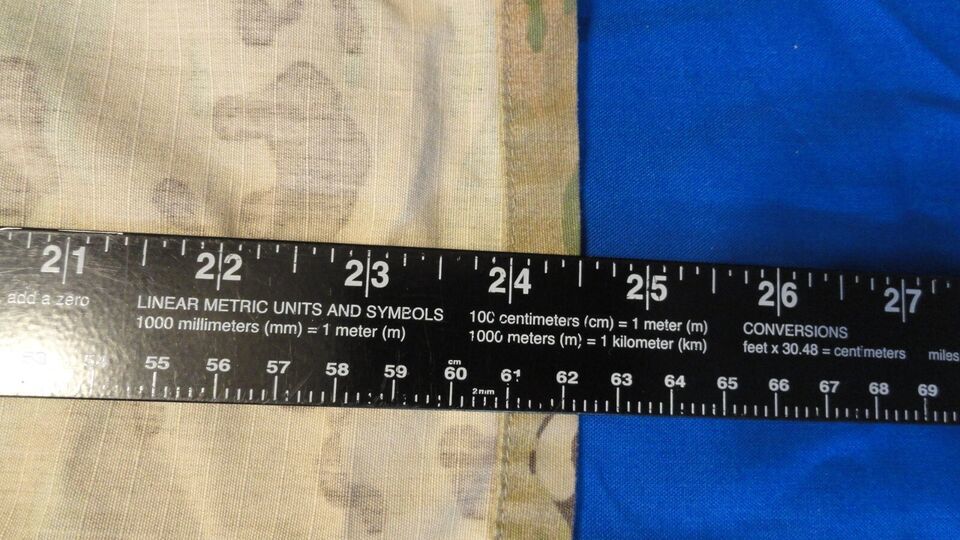 21 22 23 24 25 26 27
add a zero
LINEAR METRIC UNITS AND SYMBOLS
1000 millimeters (mm) = 1 meter (m)
100 centimeters (cm) = 1 meter (m)
1000 meters (m) = 1 kilometer (km)
CONVERSIONS
feet x 30.48 = centimeters
miles
cm
53 54 55 56 57 58 59 60 61 62 63 64 65 66 67 68 69
2mm